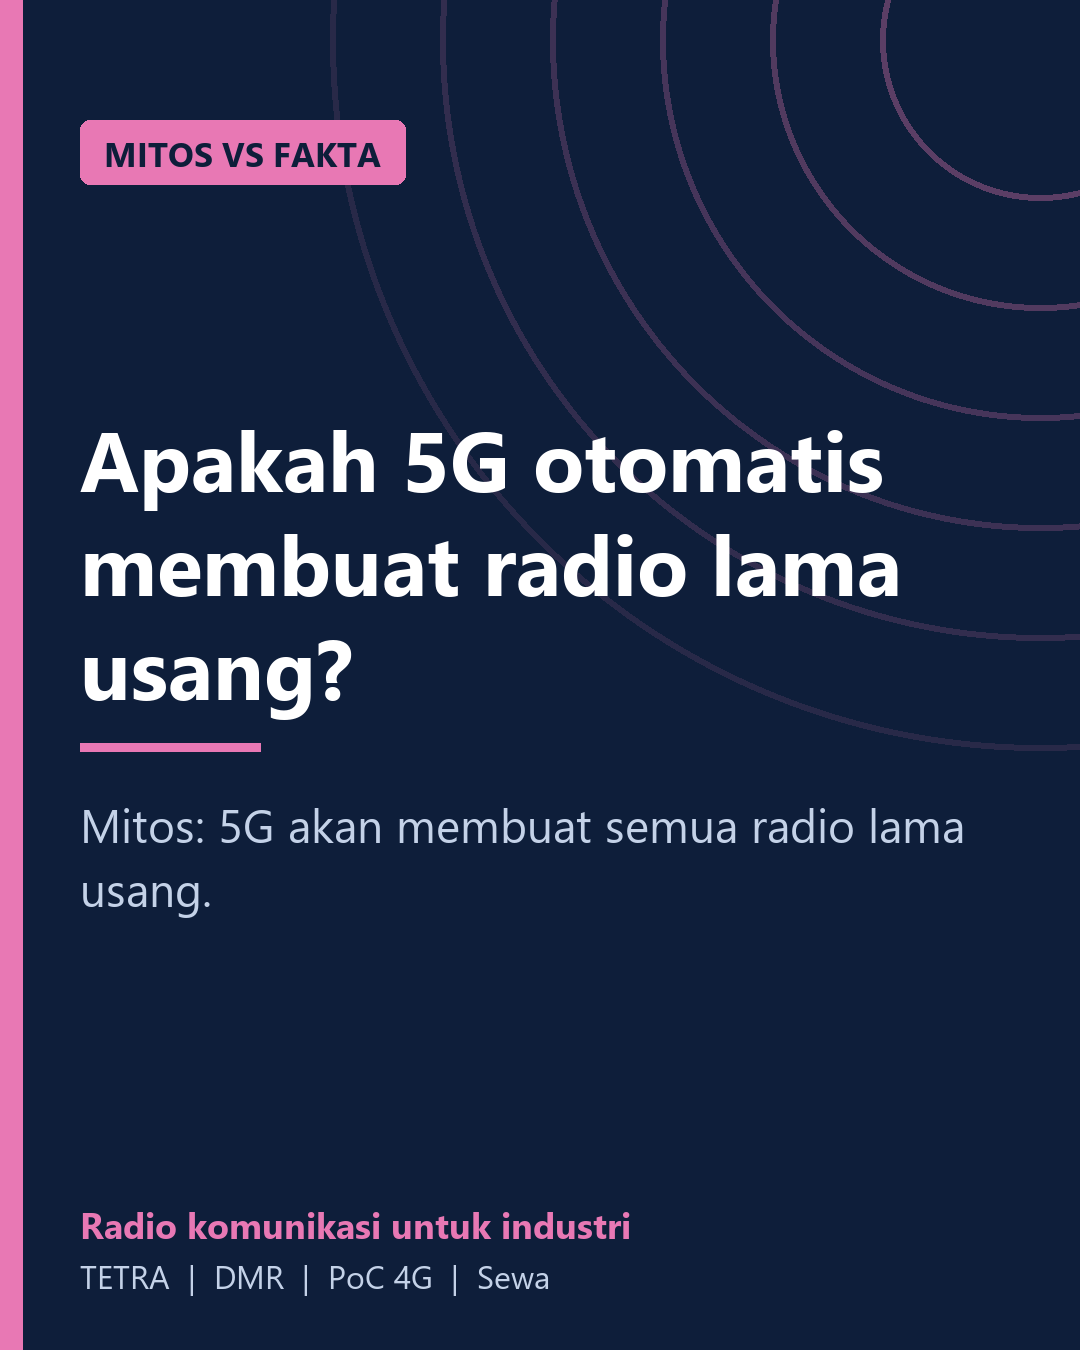 MITOS VS FAKTA
Apakah 5G otomatis
membuat radio lama
usang?
Mitos: 5G akan membuat semua radio lama
usang.
Radio komunikasi untuk industri
TETRA | DMR | PoC 4G | Sewa